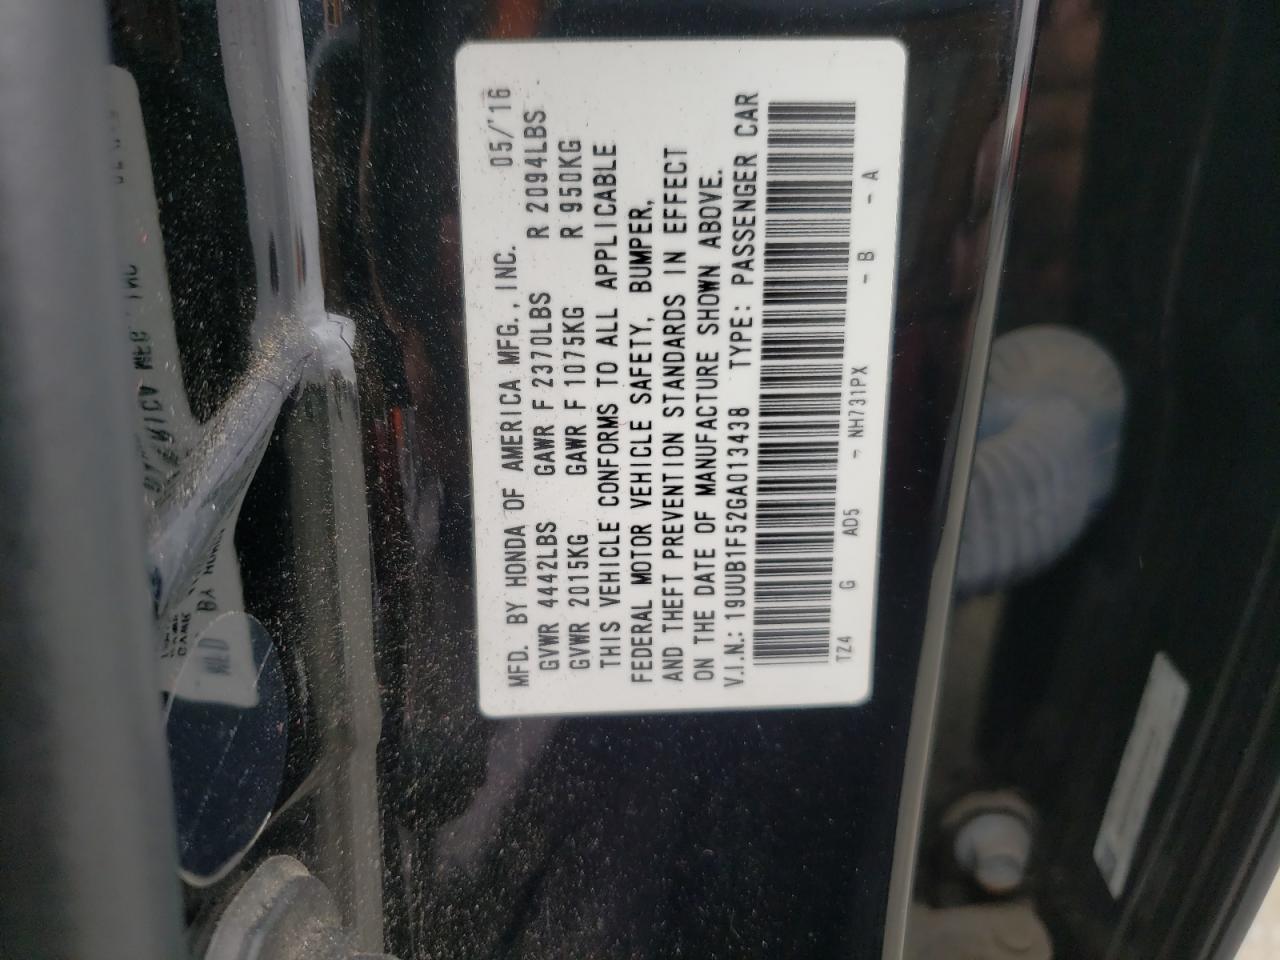 MFD. BY HONDA OF AMERICA MFG., INC. 05/'16
GVWR 4442LBS GAWR F 2370LBS R 2094LBS
GVWR 2015KG GAWR F 1075KG R 950KG
THIS VEHICLE CONFORMS TO ALL APPLICABLE
FEDERAL MOTOR VEHICLE SAFETY, BUMPER,
AND THEFT PREVENTION STANDARDS IN EFFECT
ON THE DATE OF MANUFACTURE SHOWN ABOVE.
V.I.N.: 19UUB1F52GA013438 TYPE: PASSENGER CAR
TZ4 G AD5 - NH731PX - B - A